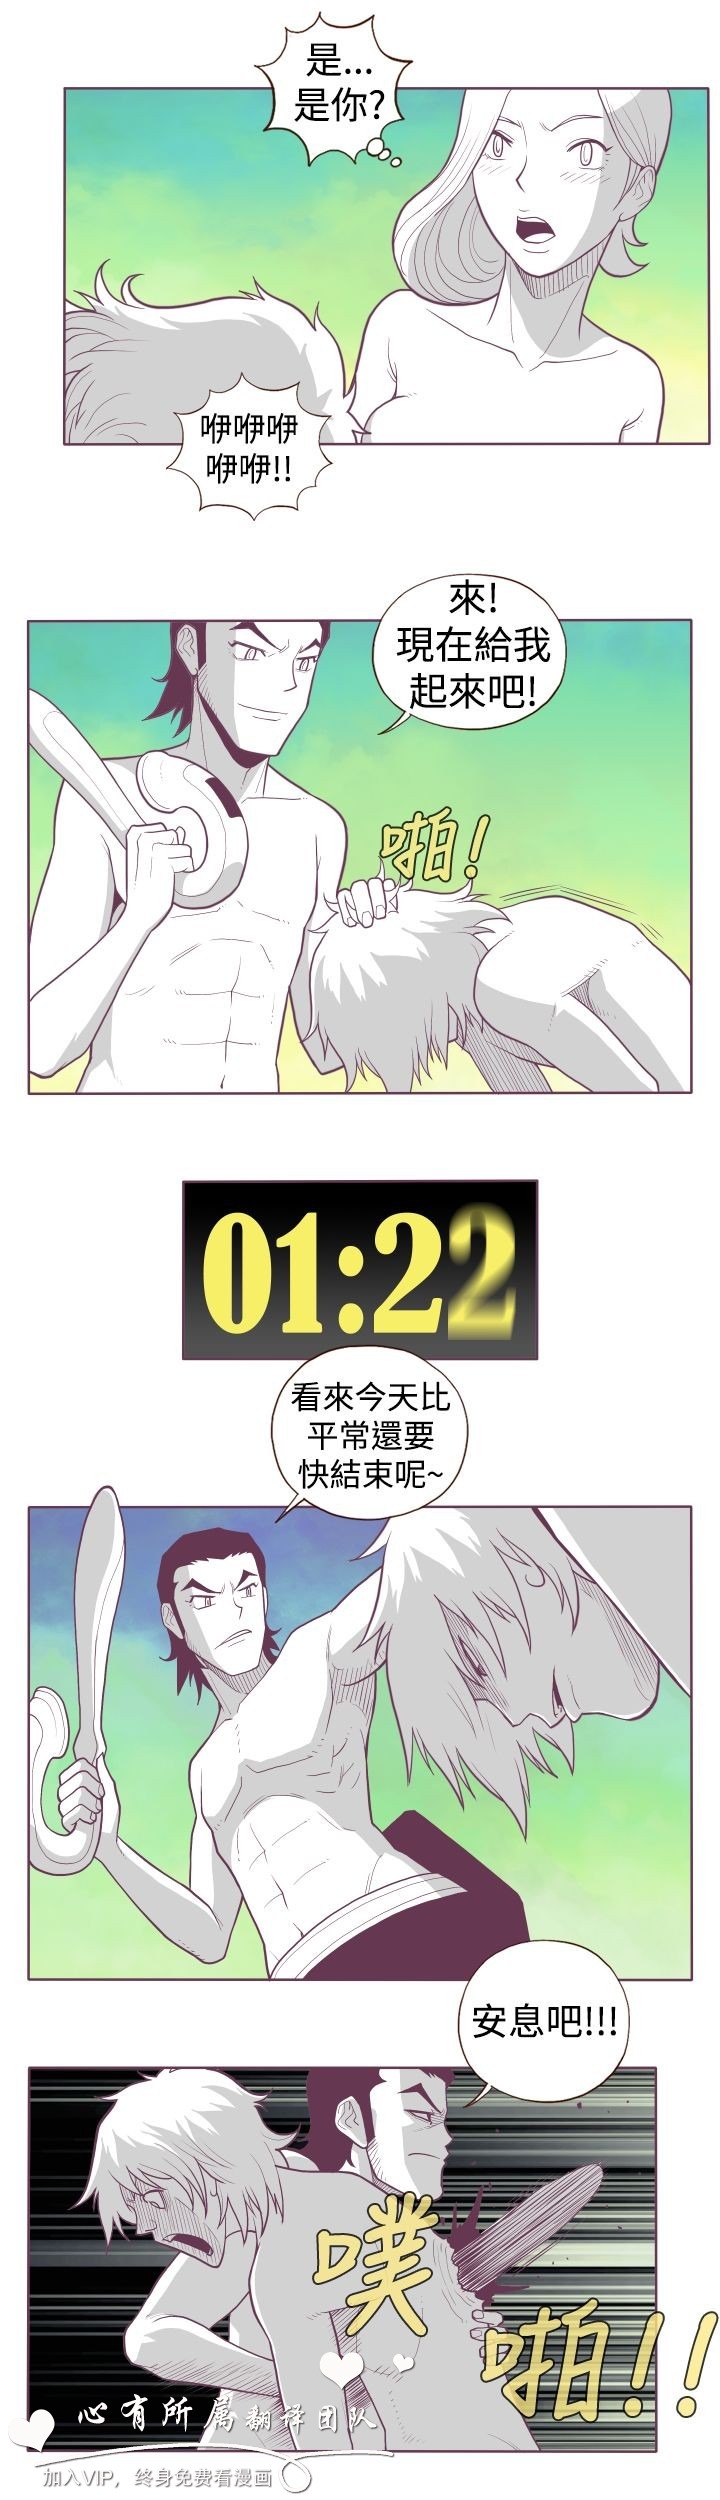 是...
是你?
咿咿咿
咿咿!!
來!
現在給我
起來吧!
啪!
01:22
看來今天比
平常還要
快結束呢~
安息吧!!!
噗
啪!!
心有所属翻译团队
加入VIP，终身免费看漫画